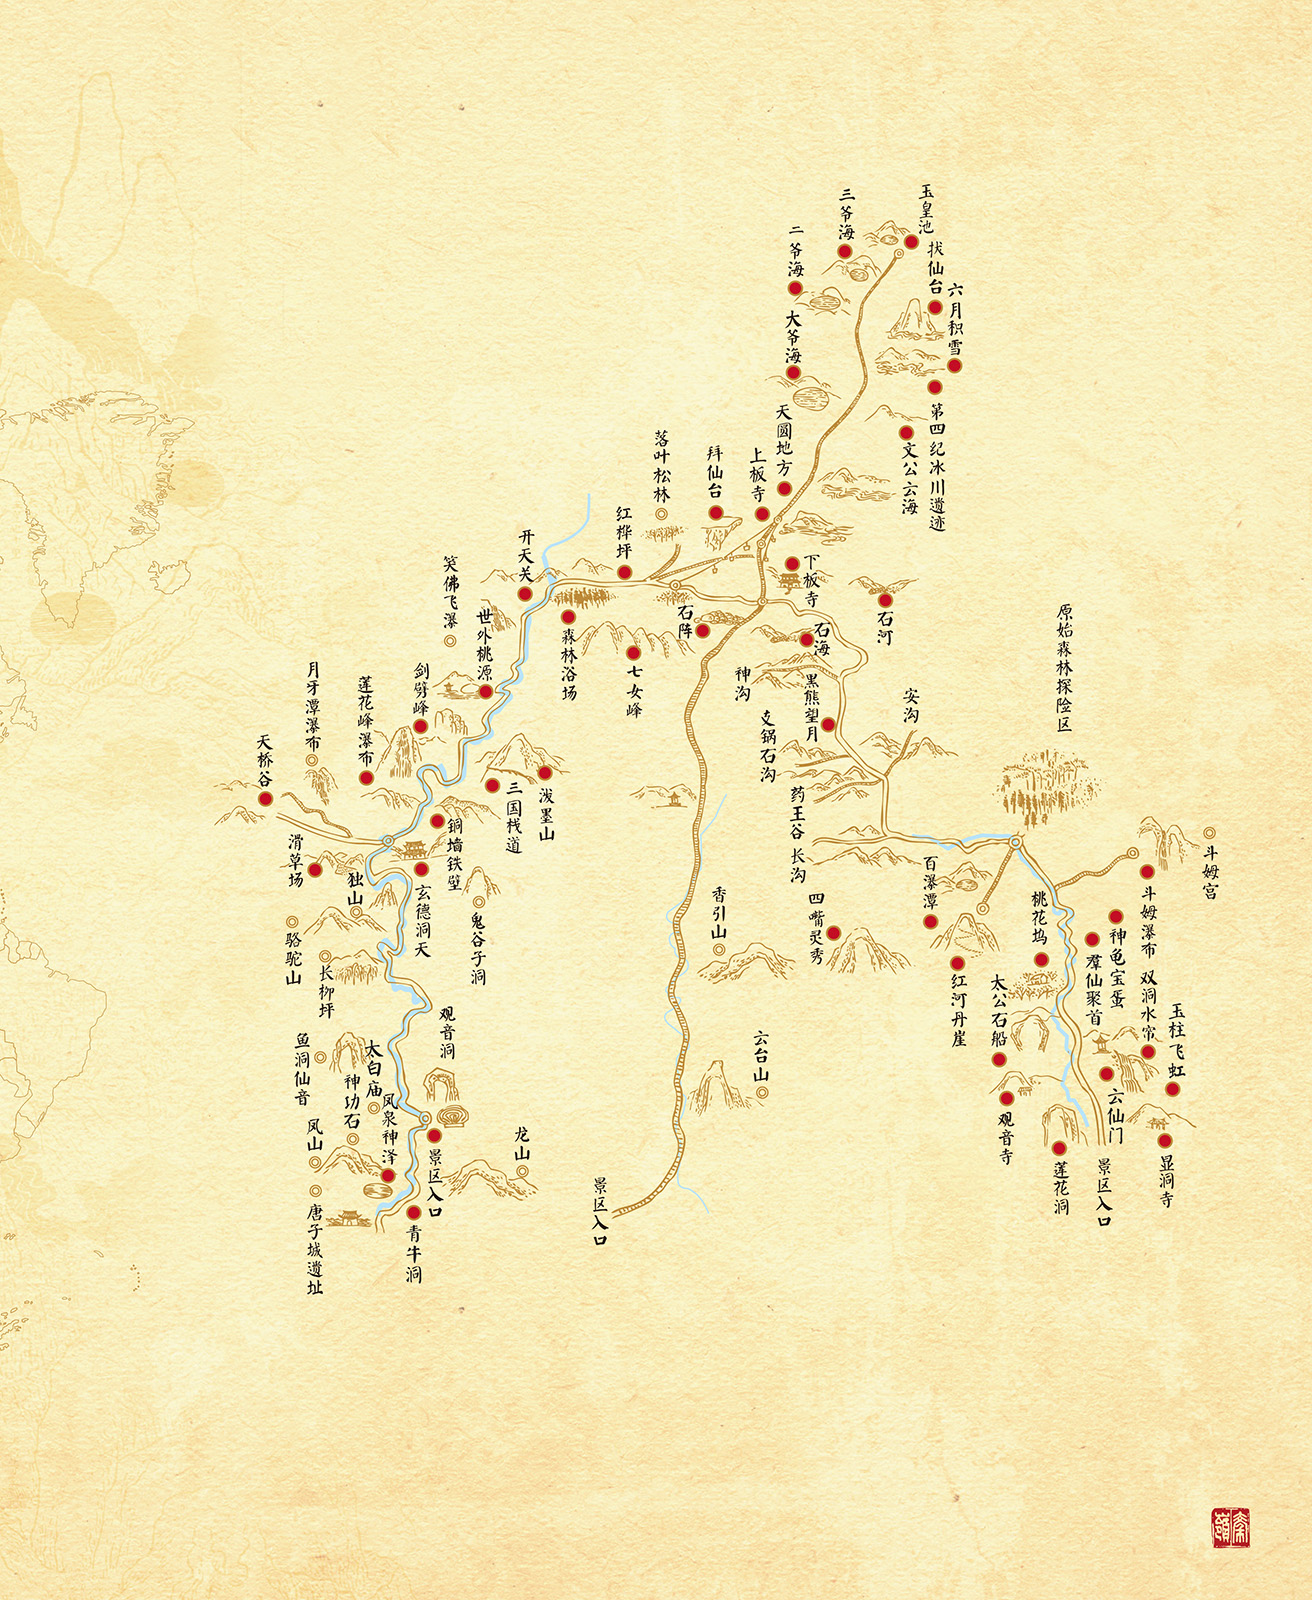 玉皇池
三爷海
二爷海
拔仙台
六月积雪
大爷海
第四纪冰川遗迹
文公云海
天圆地方
上板寺
拜仙台
落叶松林
红桦坪
开天关
笑佛飞瀑
世外桃源
森林浴场
七女峰
石阵
下板寺
石海
石河
神沟
黑熊望月
支锅石沟
安沟
原始森林探险区
药王谷
长沟
剑劈峰
莲花峰瀑布
月牙潭瀑布
天桥谷
三国栈道
泼墨山
铜墙铁壁
滑草场
独山
玄德洞天
鬼谷子洞
骆驼山
长柳坪
观音洞
鱼洞仙音
太白庙
神功石
凤泉神泽
凤山
景区入口
龙山
唐子城遗址
青牛洞
香引山
云台山
景区入口
四嘴灵秀
百瀑潭
红河丹崖
桃花坞
斗姆宫
斗姆瀑布
神龟宝蛋
群仙聚首
双洞水帘
玉柱飞虹
太公石船
观音寺
云仙门
莲花洞
景区入口
显洞寺
秦嶺